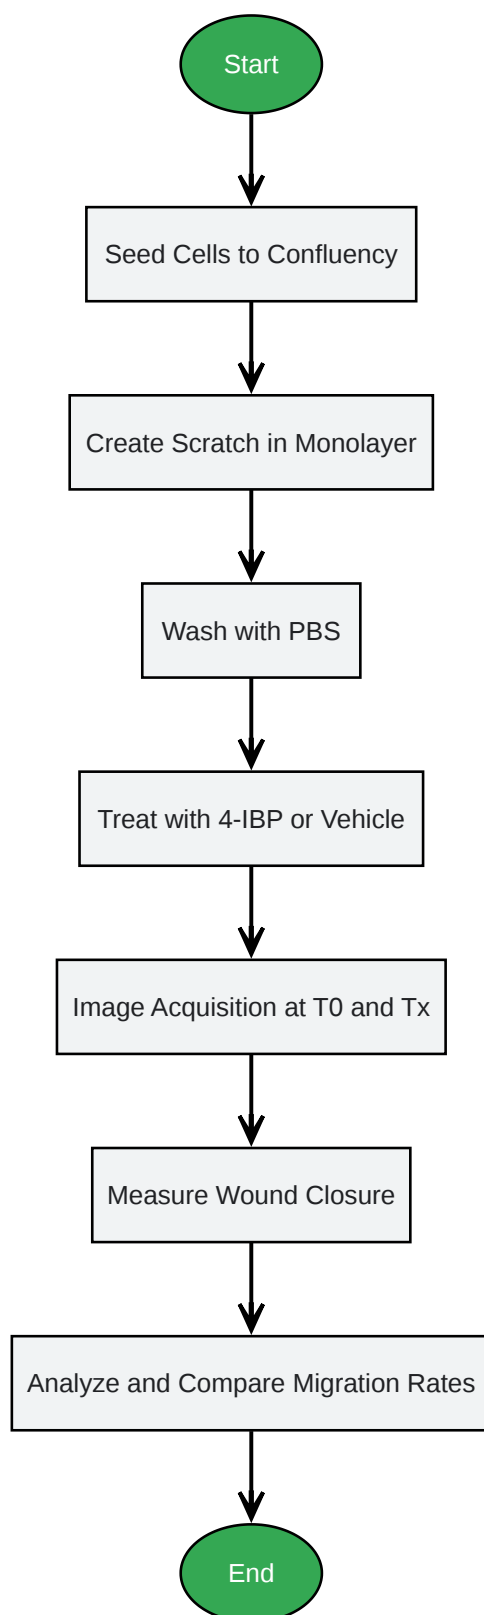 Start
Seed Cells to Confluency
Create Scratch in Monolayer
Wash with PBS
Treat with 4-IBP or Vehicle
Image Acquisition at T0 and Tx
Measure Wound Closure
Analyze and Compare Migration Rates
End